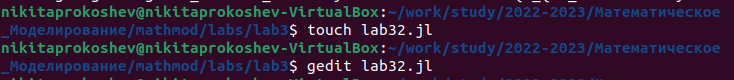 nikitaprokoshev@nikitaprokoshev-VirtualBox:~/work/study/2022-2023/Математическое
_Моделирование/mathmod/labs/lab3$ touch lab32.jl
nikitaprokoshev@nikitaprokoshev-VirtualBox:~/work/study/2022-2023/Математическое
_Моделирование/mathmod/labs/lab3$ gedit lab32.jl